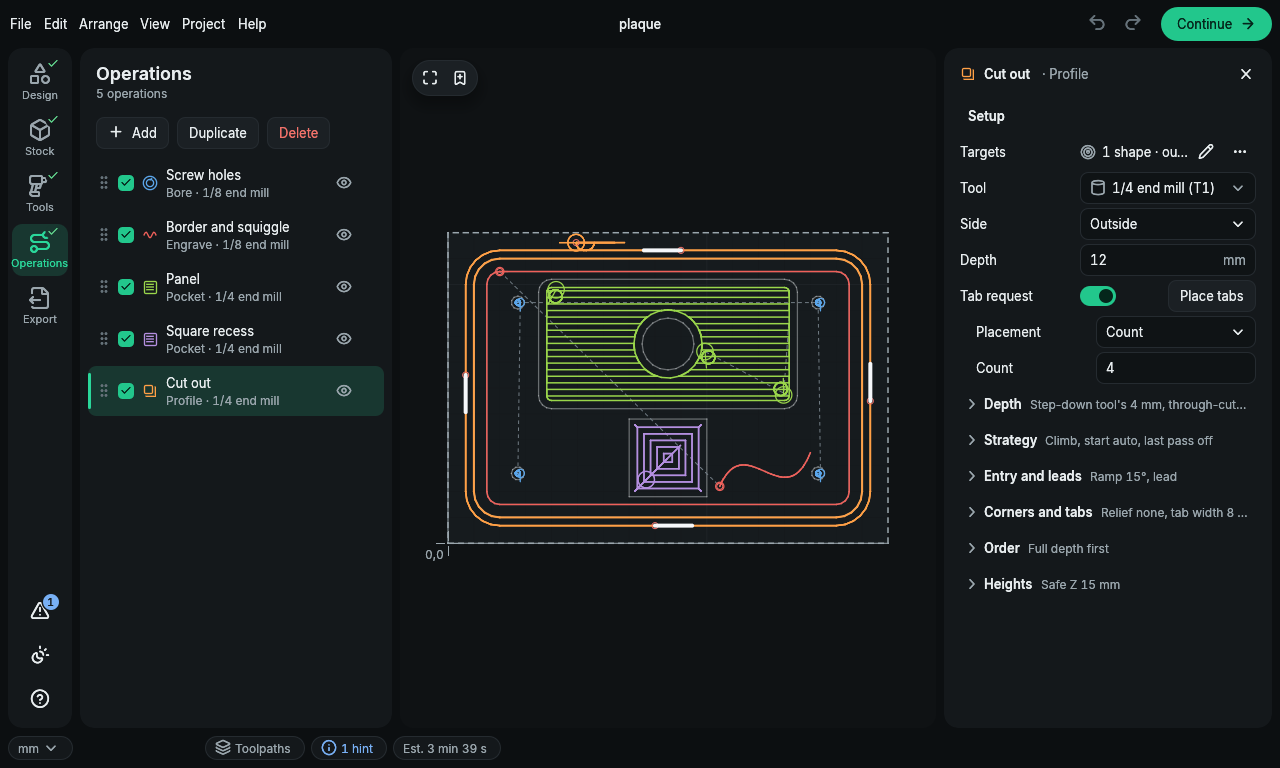 File Edit Arrange View Project Help
plaque
Continue
Design
Stock
Tools
Operations
Export
1
Operations
5 operations
Add
Duplicate
Delete
Screw holes
Bore · 1/8 end mill
Border and squiggle
Engrave · 1/8 end mill
Panel
Pocket · 1/4 end mill
Square recess
Pocket · 1/4 end mill
Cut out
Profile · 1/4 end mill
0,0
Cut out · Profile
Setup
Targets 1 shape · ou...
Tool 1/4 end mill (T1)
Side Outside
Depth 12 mm
Tab request Place tabs
Placement Count
Count 4
Depth Step-down tool's 4 mm, through-cut...
Strategy Climb, start auto, last pass off
Entry and leads Ramp 15°, lead
Corners and tabs Relief none, tab width 8 ...
Order Full depth first
Heights Safe Z 15 mm
mm
Toolpaths
1 hint
Est. 3 min 39 s